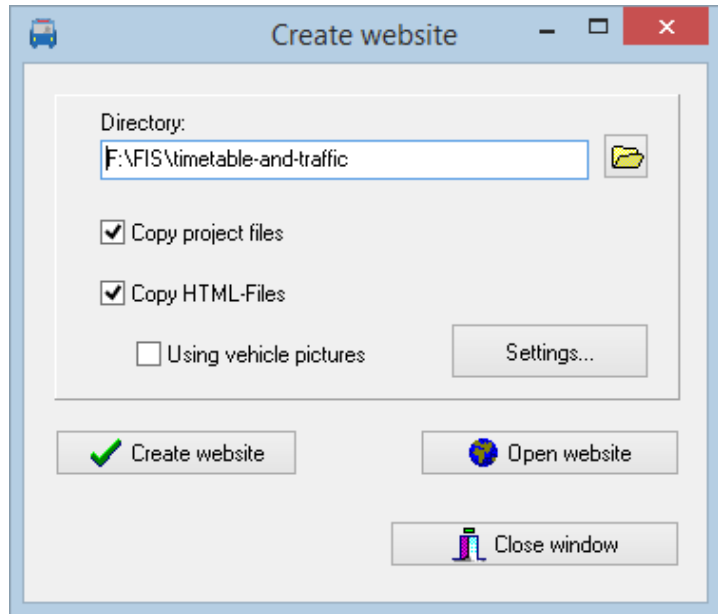 Create website
Directory:
F:\FIS\timetable-and-traffic
Copy project files
Copy HTML-Files
Using vehicle pictures
Settings...
Create website
Open website
Close window